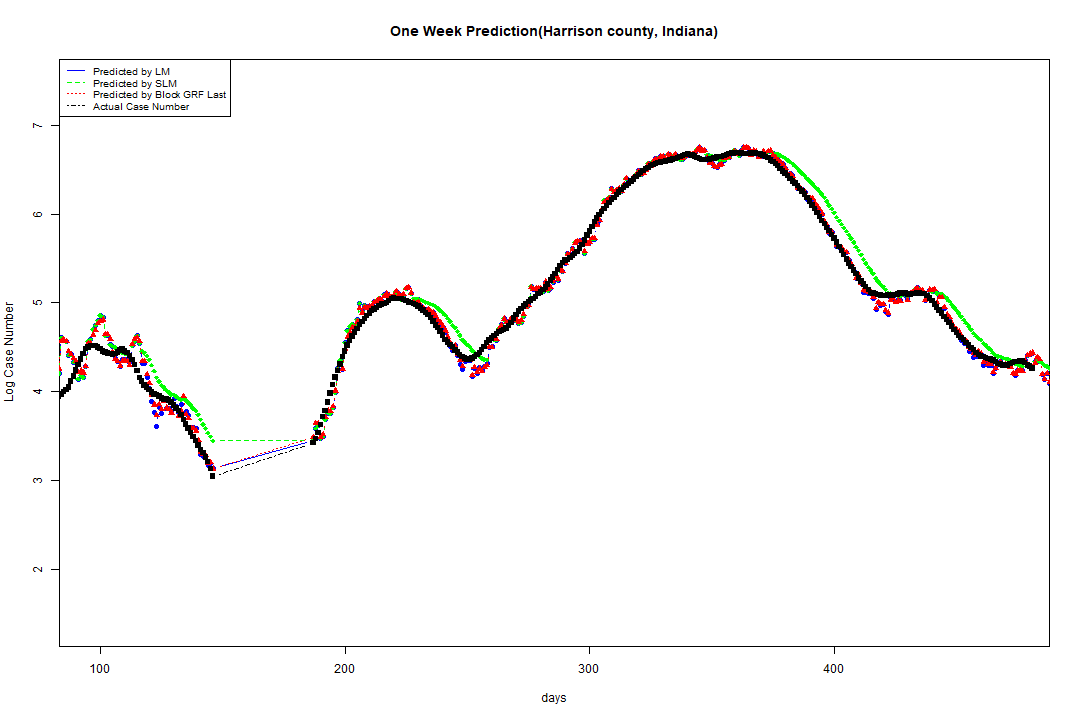 One Week Prediction(Harrison county, Indiana)
Predicted by LM
Predicted by SLM
Predicted by Block GRF Last
Actual Case Number
7
6
5
4
3
2
Log Case Number
100 200 300 400
days